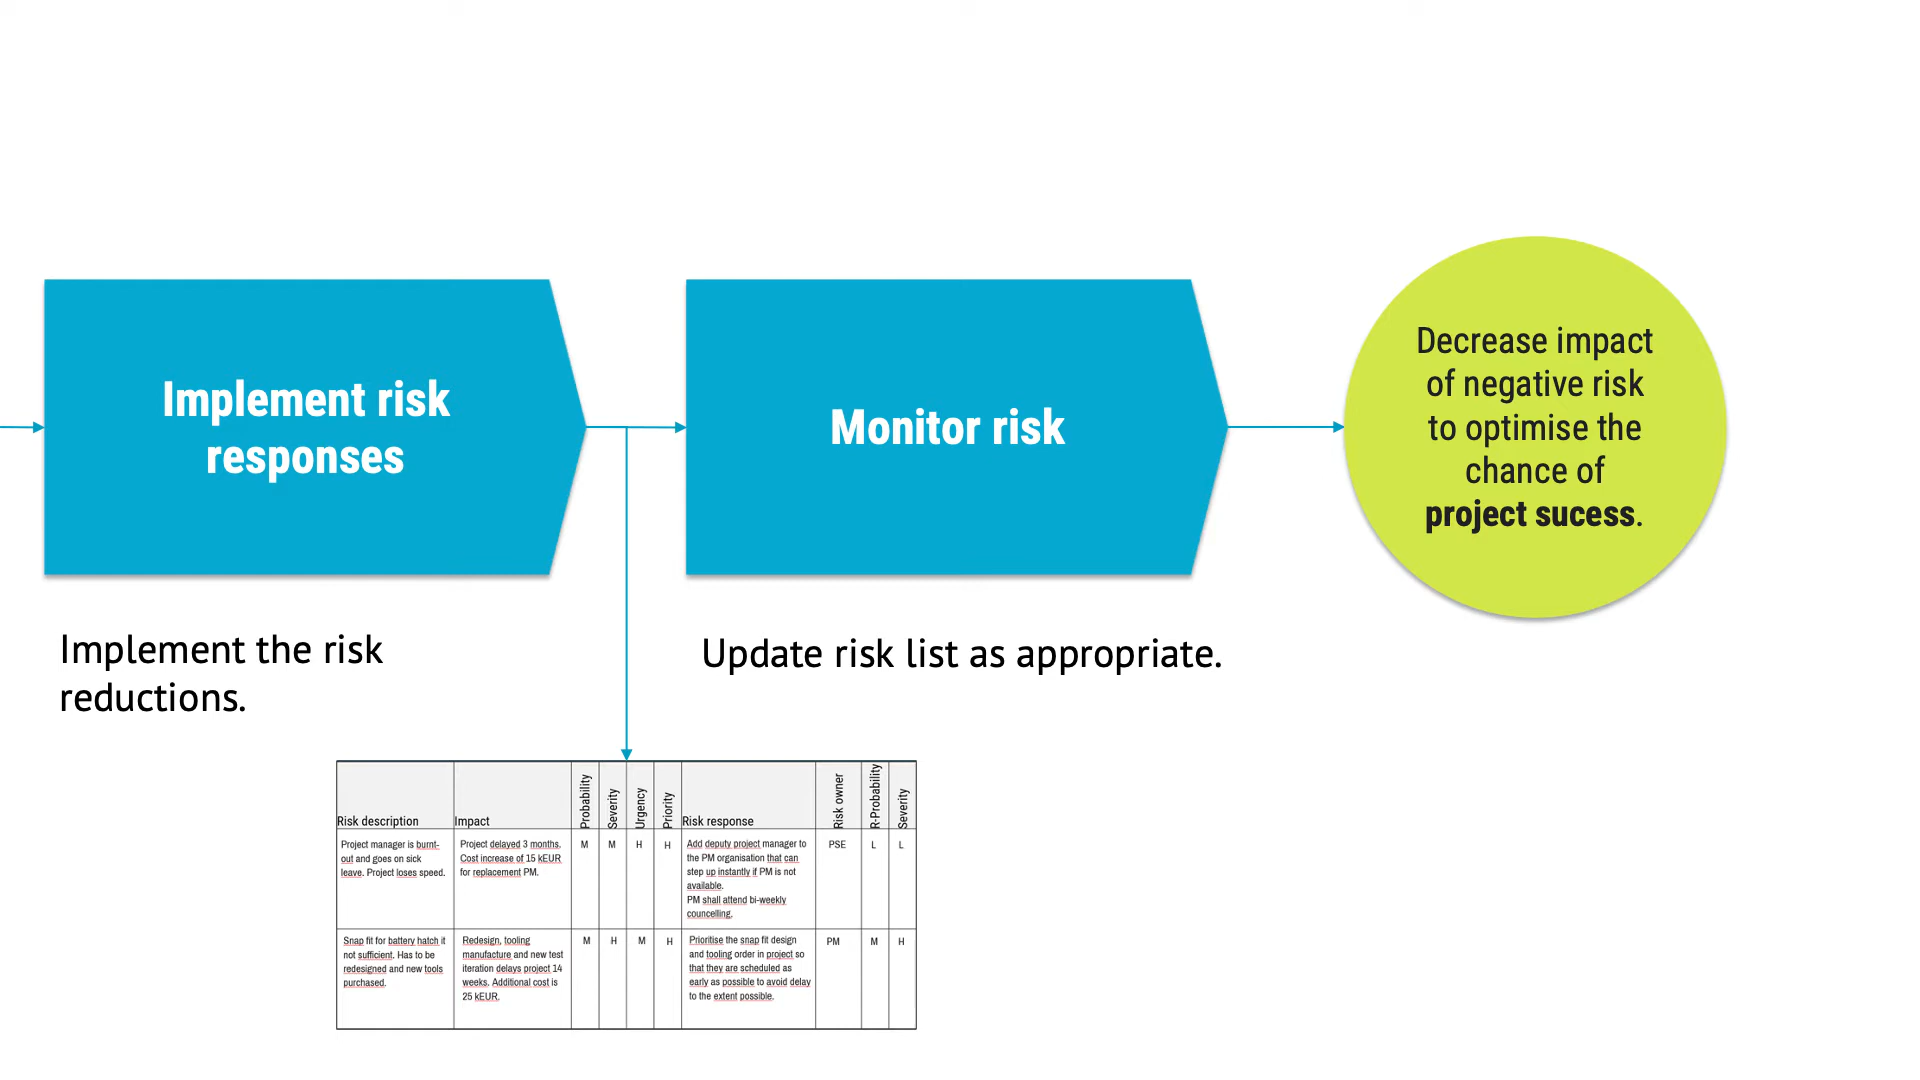 Implement risk
responses
Monitor risk
Decrease impact
of negative risk
to optimise the
chance of
project sucess.
Implement the risk
reductions.
Update risk list as appropriate.
Risk description
Impact
Probability
Severity
Urgency
Priority
Risk response
Risk owner
R-Probability
Severity
Project manager is burnt-
out and goes on sick
leave. Project loses speed.
Project delayed 3 months.
Cost increase of 15 kEUR
for replacement PM.
M
M
H
H
Add deputy project manager to
the PM organisation that can
step up instantly if PM is not
available.
PM shall attend bi-weekly
councelling.
PSE
L
L
Snap fit for battery hatch it
not sufficient. Has to be
redesigned and new tools
purchased.
Redesign, tooling
manufacture and new test
iteration delays project 14
weeks. Additional cost is
25 kEUR.
M
H
M
H
Prioritise the snap fit design
and tooling order in project so
that they are scheduled as
early as possible to avoid delay
to the extent possible.
PM
M
H